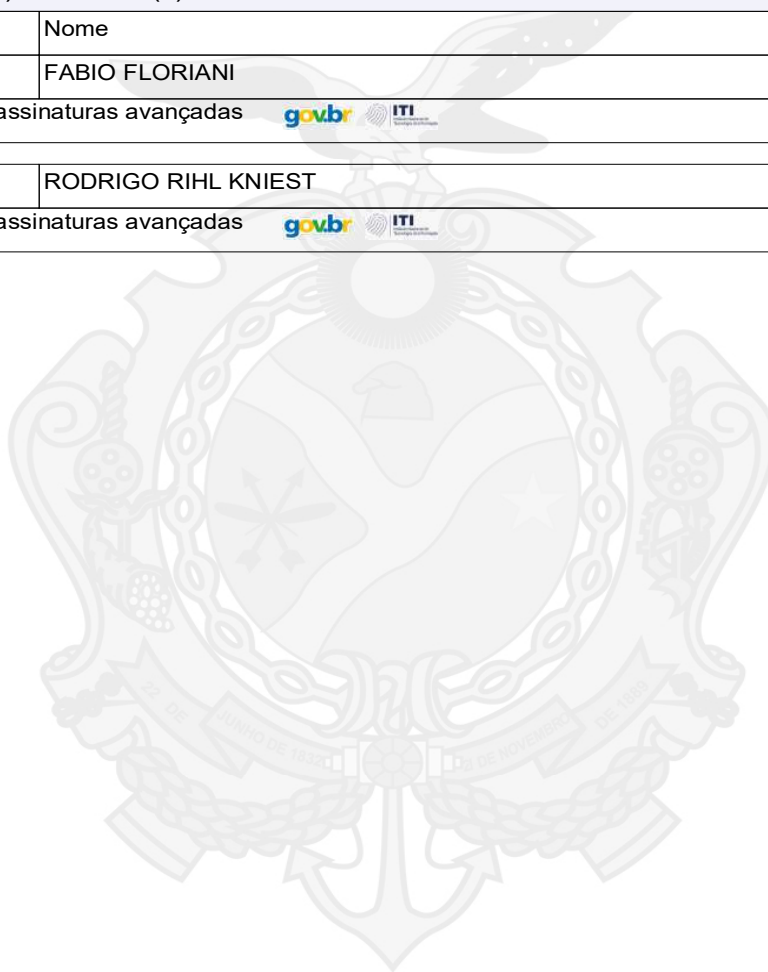 Nome
FABIO FLORIANI
assinaturas avançadas gov.br ITI
RODRIGO RIHL KNIEST
assinaturas avançadas gov.br ITI
22 DE JUNHO DE 1832 DE NOVEMBRO DE 1889